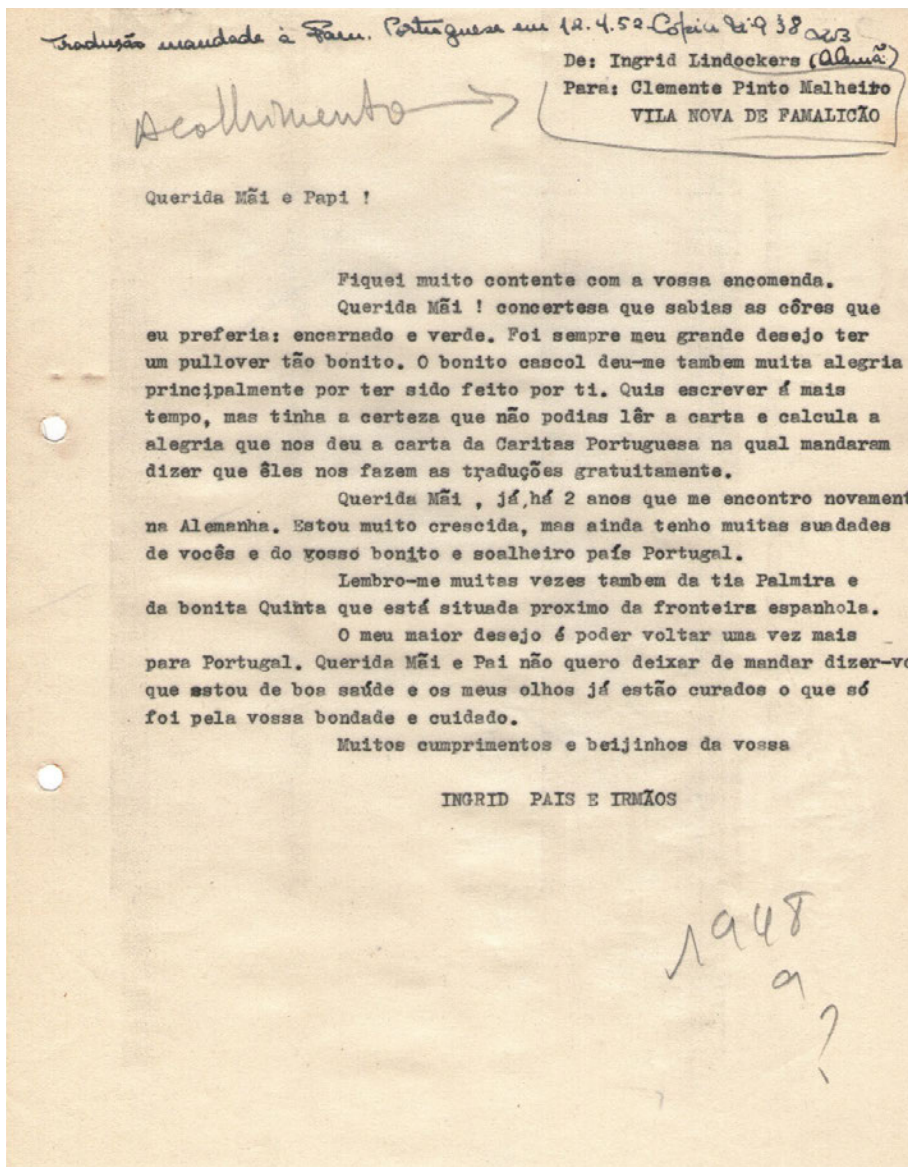 Tradução mandada à Fam. Portuguesa em 12.4.52. Cópia
De: Ingrid Lindockers (Alemã)
Para: Clemente Pinto Malheiro
VILA NOVA DE FAMALICÃO
Acolhimento
Querida Mãi e Papi !
Fiquei muito contente com a vossa encomenda.
Querida Mãi ! concertesa que sabias as côres que
eu preferia: encarnado e verde. Foi sempre meu grande desejo ter
um pullover tão bonito. O bonito cascol deu-me tambem muita alegria
principalmente por ter sido feito por ti. Quis escrever á mais
tempo, mas tinha a certeza que não podias lêr a carta e calcula a
alegria que nos deu a carta da Caritas Portuguesa na qual mandaram
dizer que êles nos fazem as traduções gratuitamente.
Querida Mãi , já,há 2 anos que me encontro novament
na Alemanha. Estou muito crescida, mas ainda tenho muitas suadades
de vocês e do vosso bonito e soalheiro país Portugal.
Lembro-me muitas vezes tambem da tia Palmira e
da bonita Quinta que está situada proximo da fronteira espanhola.
O meu maior desejo é poder voltar uma vez mais
para Portugal. Querida Mãi e Pai não quero deixar de mandar dizer-vo
que estou de boa saúde e os meus olhos já estão curados o que só
foi pela vossa bondade e cuidado.
Muitos cumprimentos e beijinhos da vossa
INGRID PAIS E IRMÃOS
1948
a
?